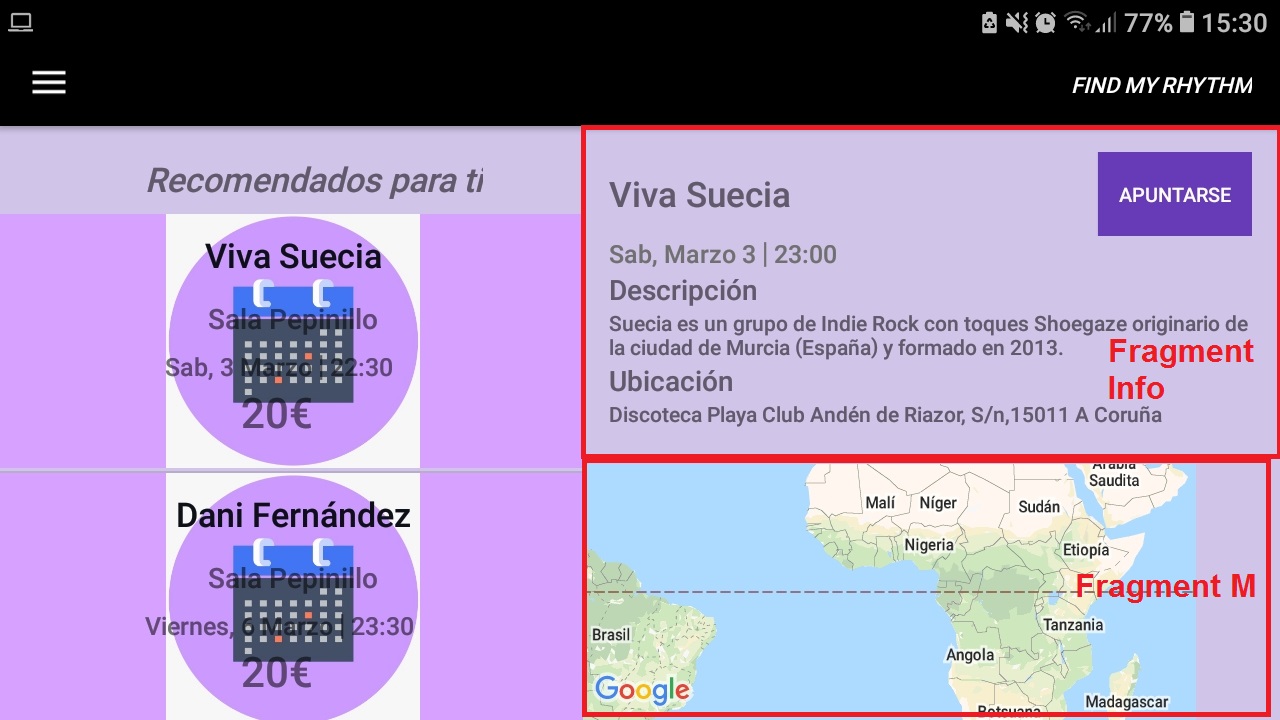 77% 15:30
FIND MY RHYTHM
Recomendados para ti
Viva Suecia
Sala Pepinillo
Sab, 3 Marzo | 22:30
20€
Dani Fernández
Sala Pepinillo
Viernes, 6 Marzo | 23:30
20€
Viva Suecia
APUNTARSE
Sab, Marzo 3 | 23:00
Descripción
Suecia es un grupo de Indie Rock con toques Shoegaze originario de
la ciudad de Murcia (España) y formado en 2013.
Fragment
Info
Ubicación
Discoteca Playa Club Andén de Riazor, S/n,15011 A Coruña
Arabia
Saudita
Malí
Níger
Sudán
Nigeria
Etiopía
Fragment M
Brasil
Tanzania
Angola
Google
Madagascar
Botsuana